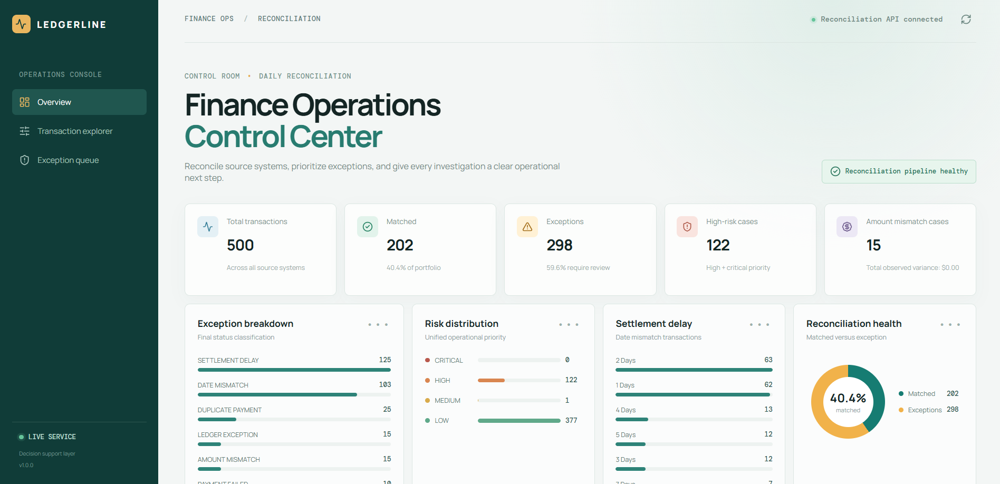 LEDGERLINE
OPERATIONS CONSOLE
Overview
Transaction explorer
Exception queue
LIVE SERVICE
Decision support layer
v1.0.0
FINANCE OPS / RECONCILIATION
Reconciliation API connected
CONTROL ROOM • DAILY RECONCILIATION
Finance Operations
Control Center
Reconcile source systems, prioritize exceptions, and give every investigation a clear operational
next step.
Reconciliation pipeline healthy
Total transactions
500
Across all source systems
Matched
202
40.4% of portfolio
Exceptions
298
59.6% require review
High-risk cases
122
High + critical priority
Amount mismatch cases
15
Total observed variance: $0.00
Exception breakdown
Final status classification
SETTLEMENT DELAY 125
DATE MISMATCH 103
DUPLICATE PAYMENT 25
LEDGER EXCEPTION 15
AMOUNT MISMATCH 15
PAYMENT FAILED 10
Risk distribution
Unified operational priority
CRITICAL 0
HIGH 122
MEDIUM 1
LOW 377
Settlement delay
Date mismatch transactions
2 Days 63
1 Days 62
4 Days 13
5 Days 12
3 Days 12
7 Days 7
Reconciliation health
Matched versus exception
40.4%
matched
Matched 202
Exceptions 298